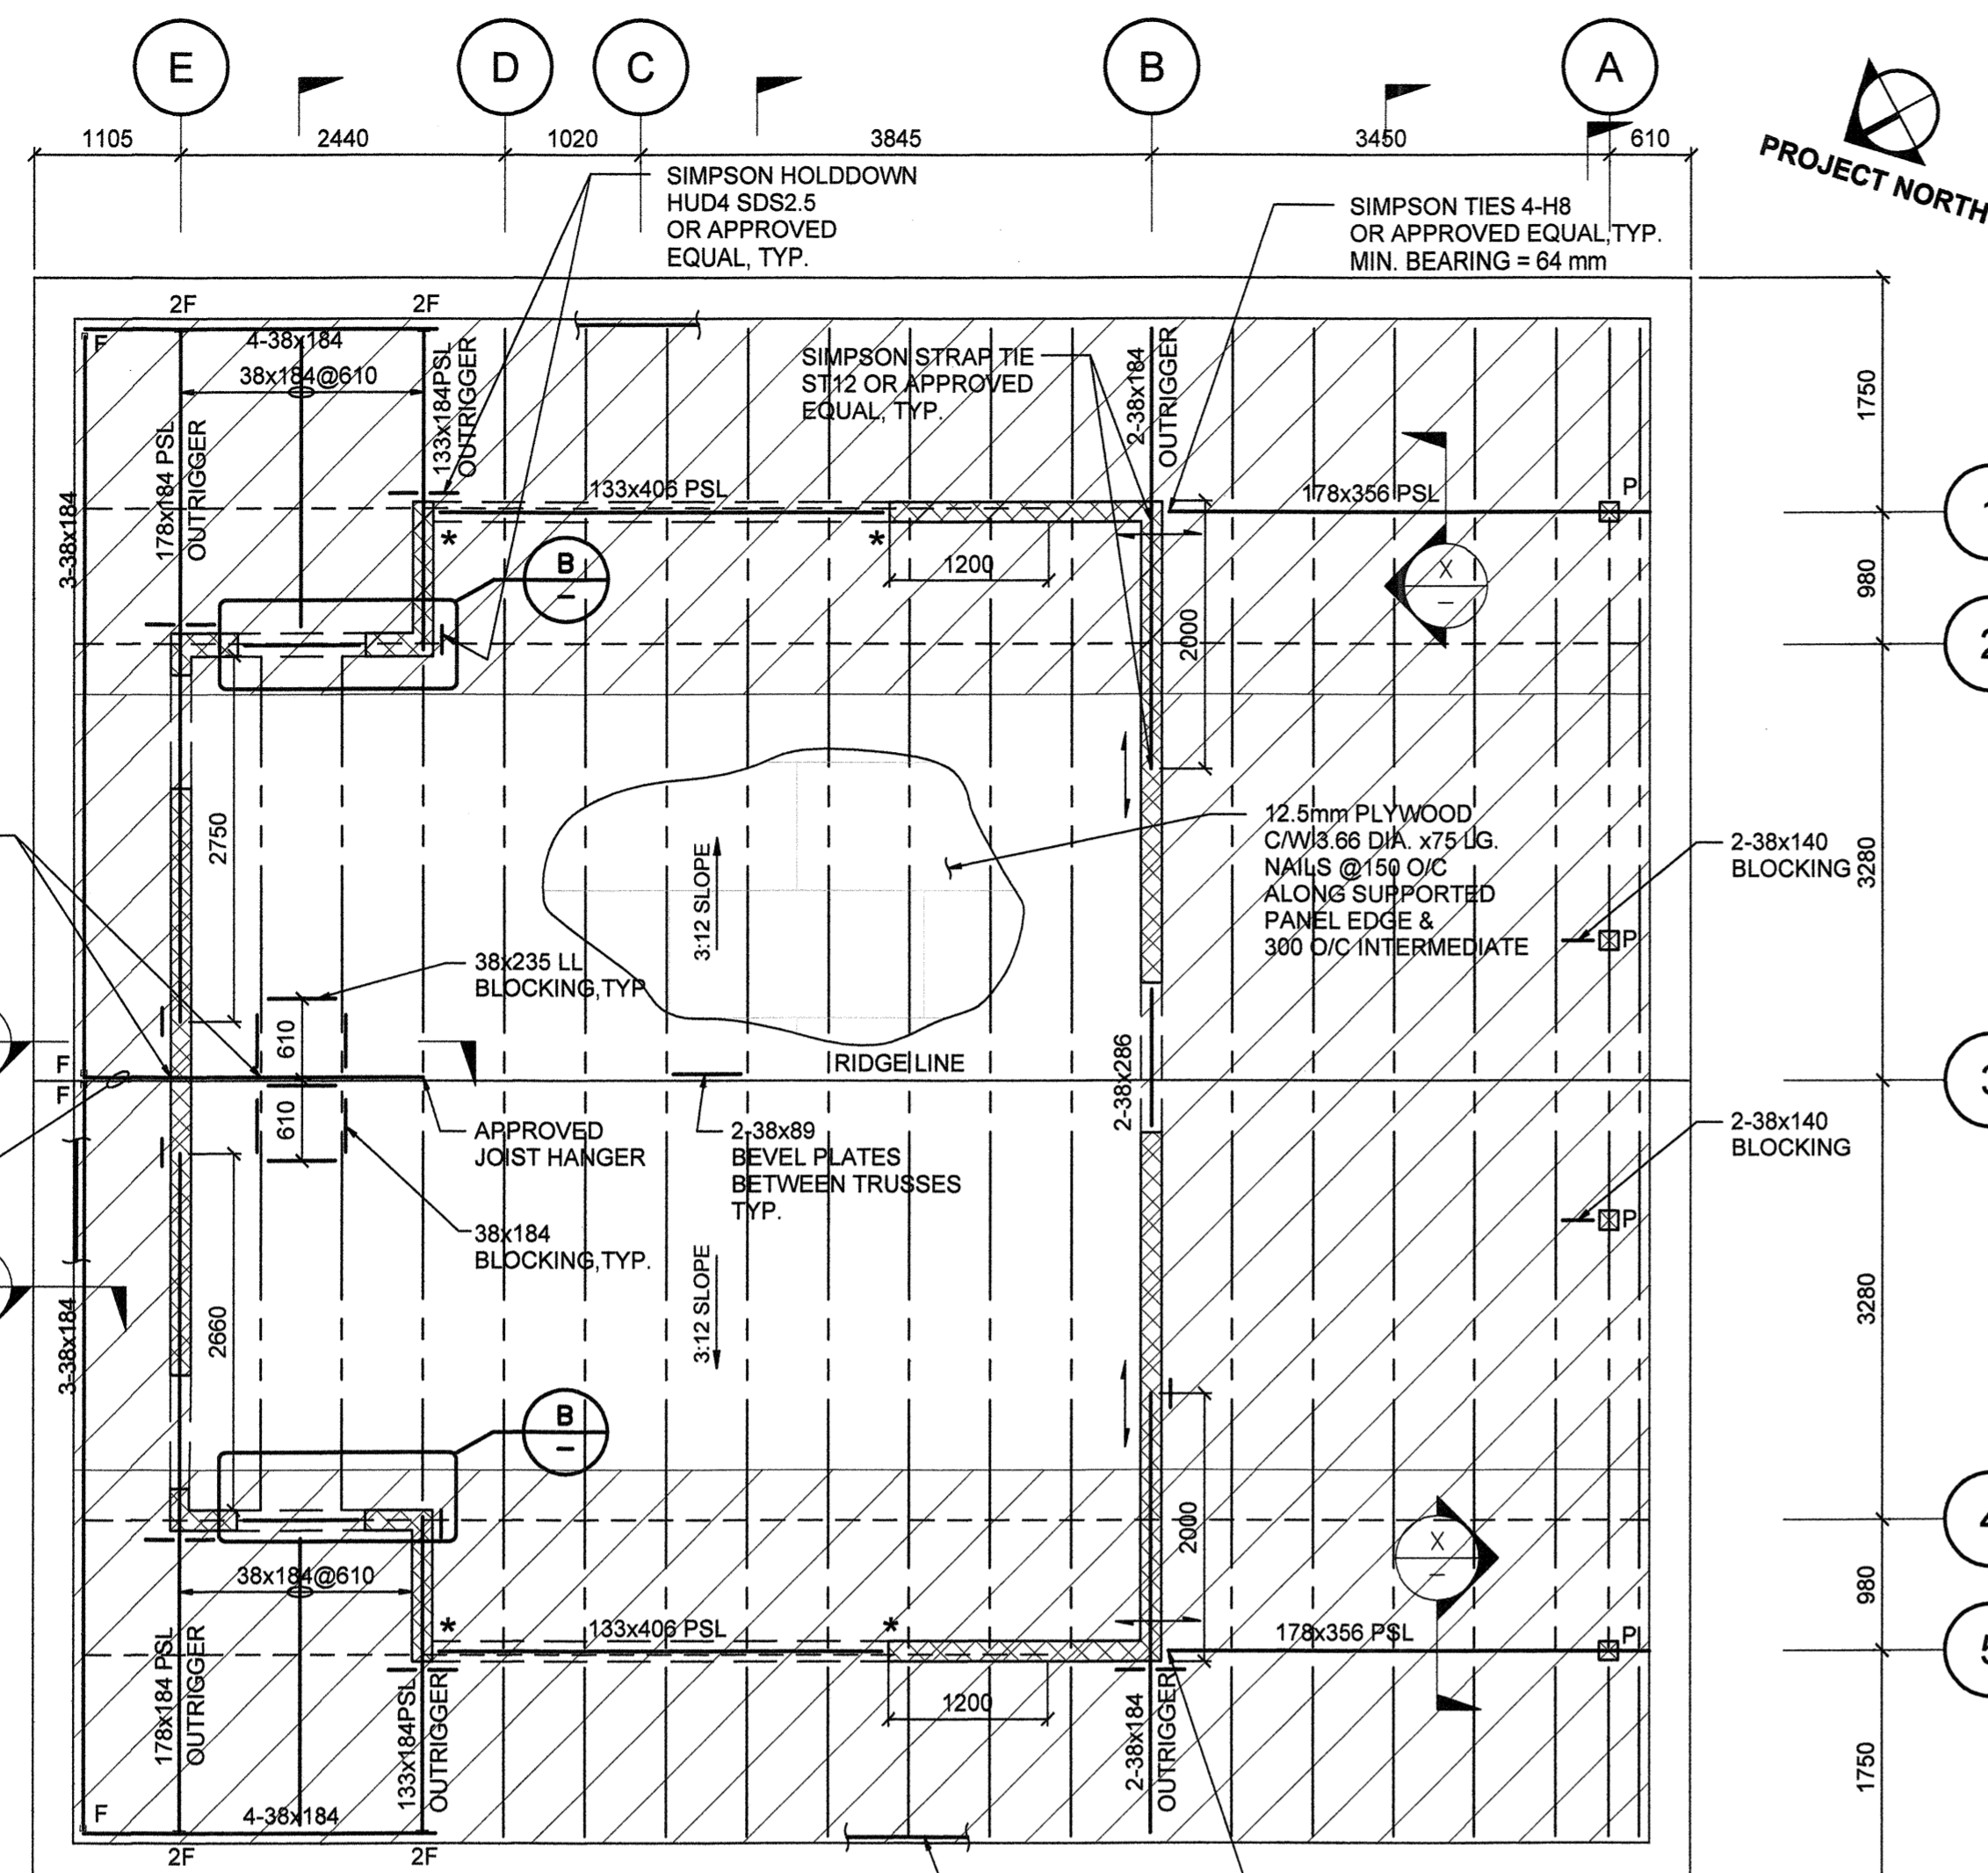 E
D
C
B
A
1105
2440
1020
3845
3450
610
PROJECT NORTH
SIMPSON HOLDDOWN
HUD4 SDS2.5
OR APPROVED
EQUAL, TYP.
SIMPSON TIES 4-H8
OR APPROVED EQUAL,TYP.
MIN. BEARING = 64 mm
2F
2F
F
4-38x184
38x184@610
133x184PSL
OUTRIGGER
SIMPSON STRAP TIE
ST12 OR APPROVED
EQUAL, TYP.
2-38x184
OUTRIGGER
1750
178x184 PSL
OUTRIGGER
3-38x184
133x406 PSL
178x356 PSL
P
*
*
B
–
1200
X
–
980
2000
2750
3:12 SLOPE
12.5mm PLYWOOD
C/W/3.66 DIA. x75 LG.
NAILS @150 O/C
ALONG SUPPORTED
PANEL EDGE &
300 O/C INTERMEDIATE
2-38x140
BLOCKING
3280
P
38x235 LL
BLOCKING,TYP
610
RIDGE LINE
F
F
2-38x286
610
APPROVED
JOIST HANGER
2-38x89
BEVEL PLATES
BETWEEN TRUSSES
TYP.
2-38x140
BLOCKING
P
38x184
BLOCKING,TYP.
3:12 SLOPE
3280
3-38x184
2660
B
–
2000
X
–
38x184@610
980
*
*
133x406 PSL
178x356 PSL
P
178x184 PSL
OUTRIGGER
133x184PSL
OUTRIGGER
1200
2-38x184
OUTRIGGER
1750
F
4-38x184
2F
2F